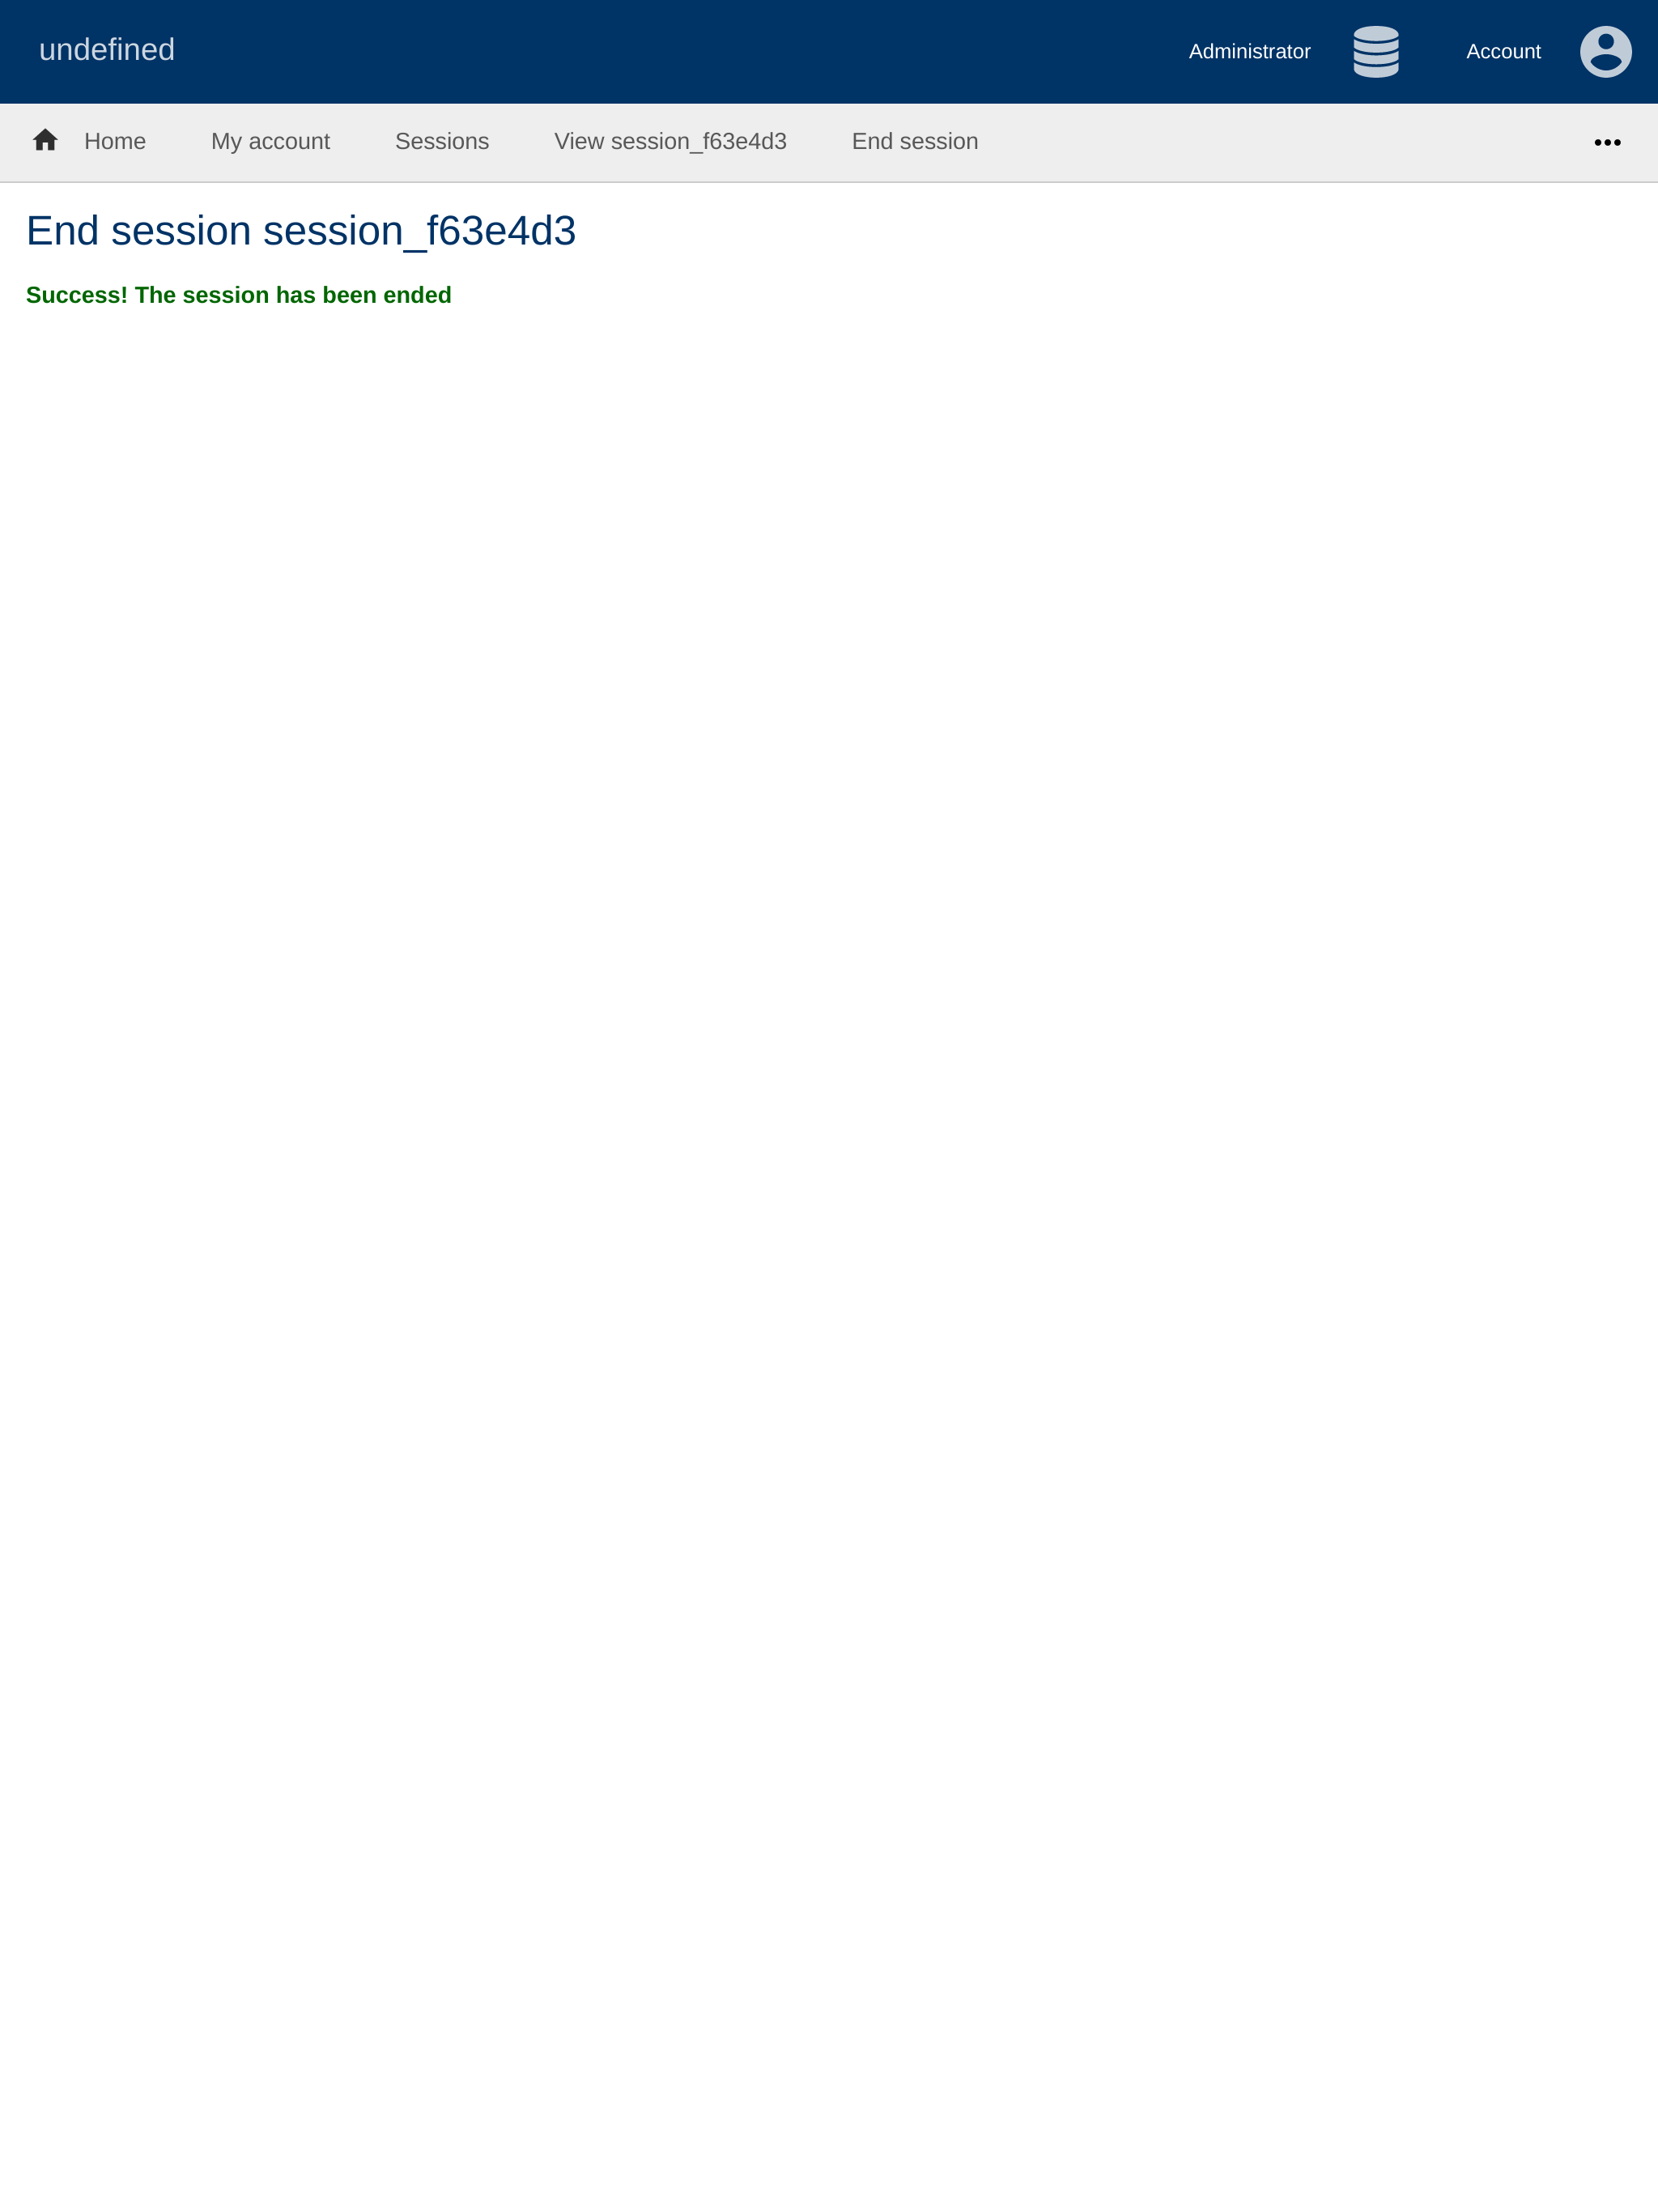 undefined
Administrator
Account
Home
My account
Sessions
View session_f63e4d3
End session
End session session_f63e4d3
Success! The session has been ended